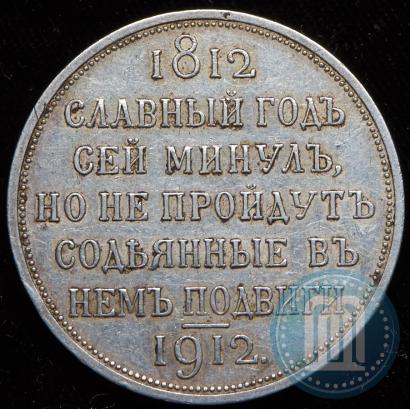 1812
СЛАВНЫЙ ГОДЪ
СЕЙ МИНУЛЪ,
НО НЕ ПРОЙДУТЪ
СОДѢЯННЫЕ ВЪ
НЕМЪ ПОДВИГИ
1912.